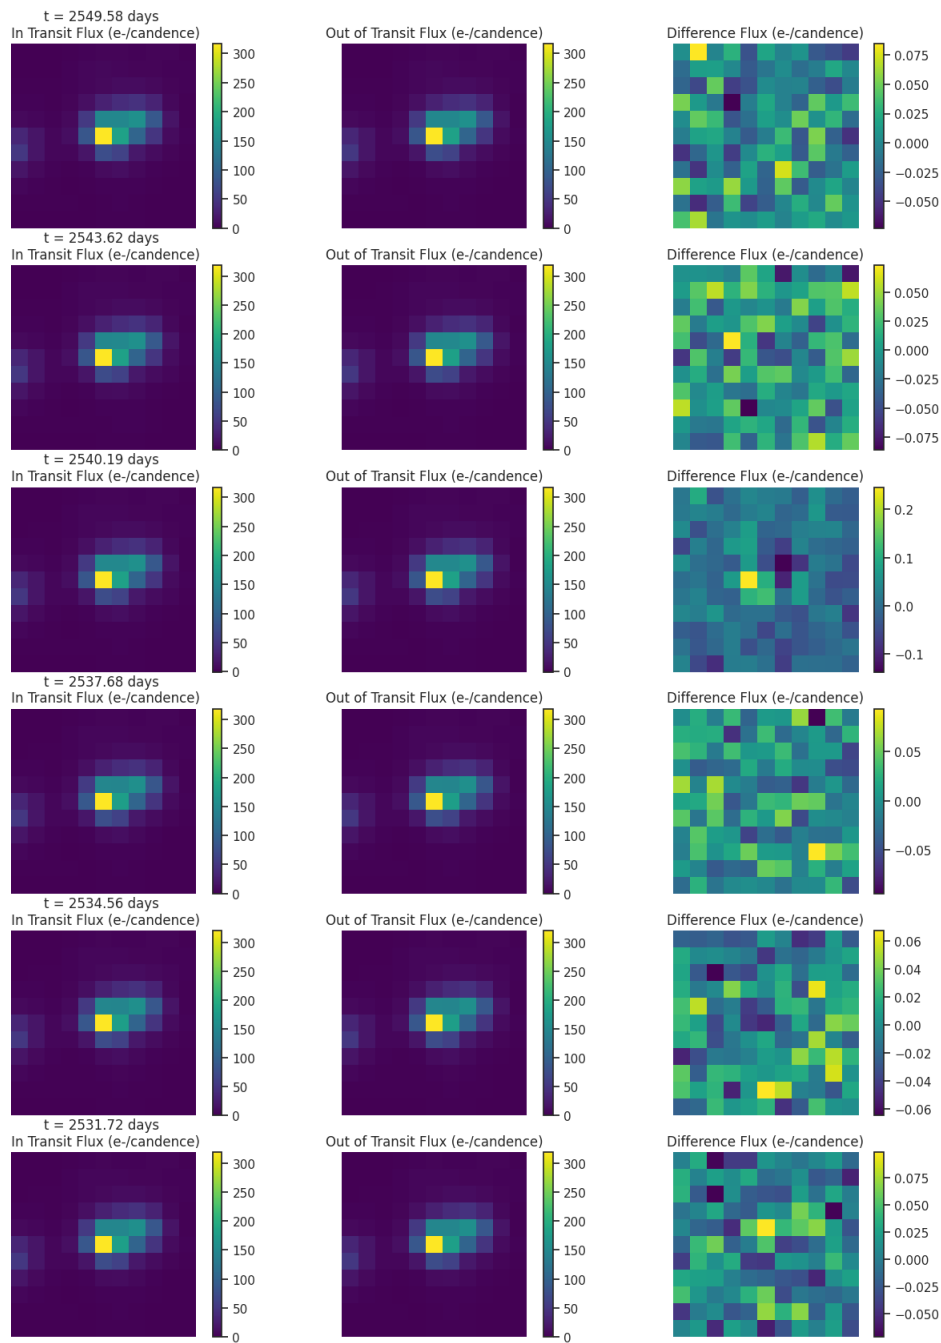 t = 2549.58 days
In Transit Flux (e-/candence) Out of Transit Flux (e-/candence) Difference Flux (e-/candence)
300 300 0.075
250 250 0.050
200 200 0.025
150 150 0.000
100 100 −0.025
50 50 −0.050
0 0
t = 2543.62 days
In Transit Flux (e-/candence) Out of Transit Flux (e-/candence) Difference Flux (e-/candence)
300 300 0.050
250 250 0.025
200 200 0.000
150 150 −0.025
100 100 −0.050
50 50 −0.075
0 0
t = 2540.19 days
In Transit Flux (e-/candence) Out of Transit Flux (e-/candence) Difference Flux (e-/candence)
300 300 0.2
250 250 0.1
200 200 0.0
150 150 −0.1
100 100
50 50
0 0
t = 2537.68 days
In Transit Flux (e-/candence) Out of Transit Flux (e-/candence) Difference Flux (e-/candence)
300 300 0.05
250 250 0.00
200 200 −0.05
150 150
100 100
50 50
0 0
t = 2534.56 days
In Transit Flux (e-/candence) Out of Transit Flux (e-/candence) Difference Flux (e-/candence)
300 300 0.06
250 250 0.04
200 200 0.02
150 150 0.00
100 100 −0.02
50 50 −0.04
0 0 −0.06
t = 2531.72 days
In Transit Flux (e-/candence) Out of Transit Flux (e-/candence) Difference Flux (e-/candence)
300 300 0.075
250 250 0.050
200 200 0.025
150 150 0.000
100 100 −0.025
50 50 −0.050
0 0